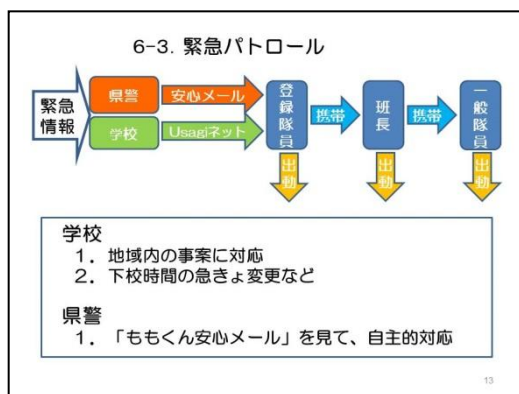 6-3. 緊急パトロール
緊急
情報
県警
安心メール
学校
Usagiネット
登録隊員
携帯
班長
携帯
一般隊員
出動
出動
出動
学校
１．地域内の事案に対応
２．下校時間の急きょ変更など
県警
１．「ももくん安心メール」を見て、自主的対応
13